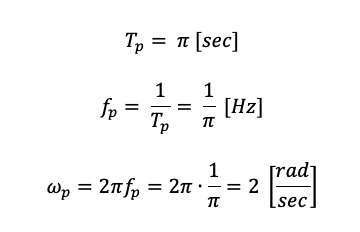 T_p = π [sec]
f_p = 1/T_p = 1/π [Hz]
ω_p = 2πf_p = 2π · 1/π = 2 [rad/sec]